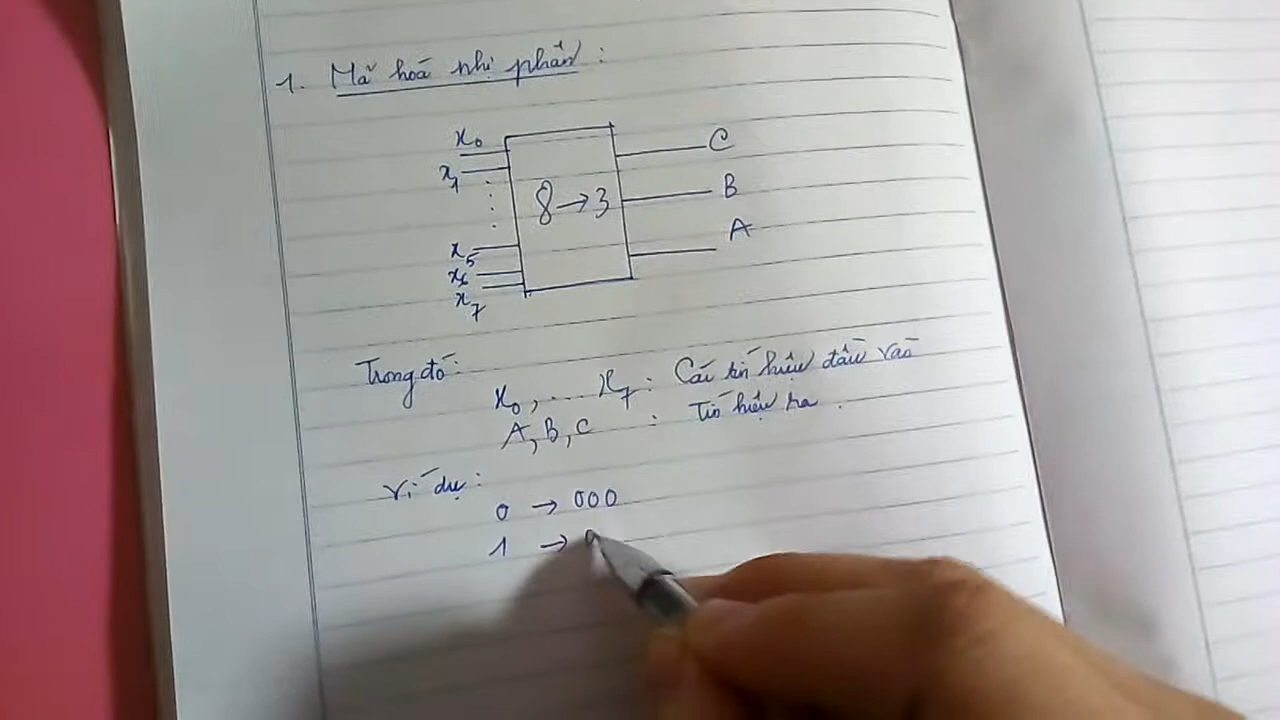 1. Mã hoá nhị phân :
x0
C
x1
8→3
B
A
x5
x6
x7
Trong đó :
x0, ... x7 : Các tín hiệu đầu vào
A, B, C : Tín hiệu ra .
Ví dụ :
0 → 000
1 → 0